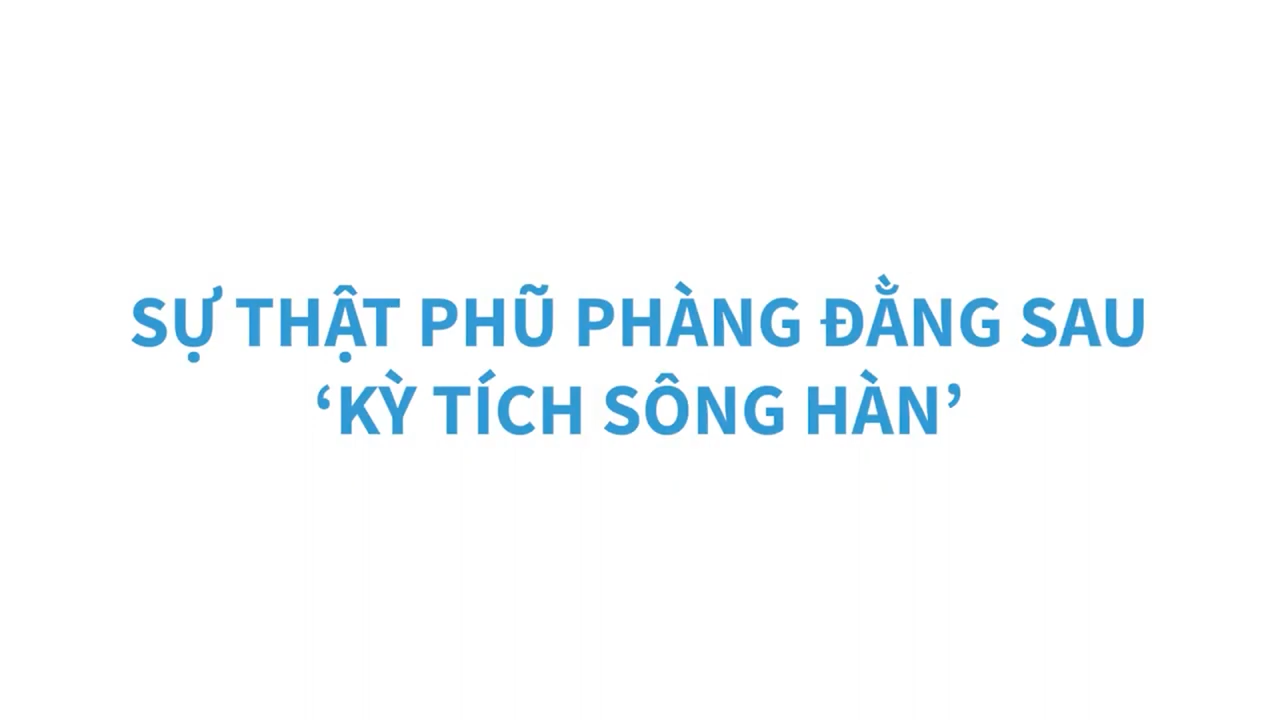 SỰ THẬT PHŨ PHÀNG ĐẰNG SAU
‘KỲ TÍCH SÔNG HÀN’